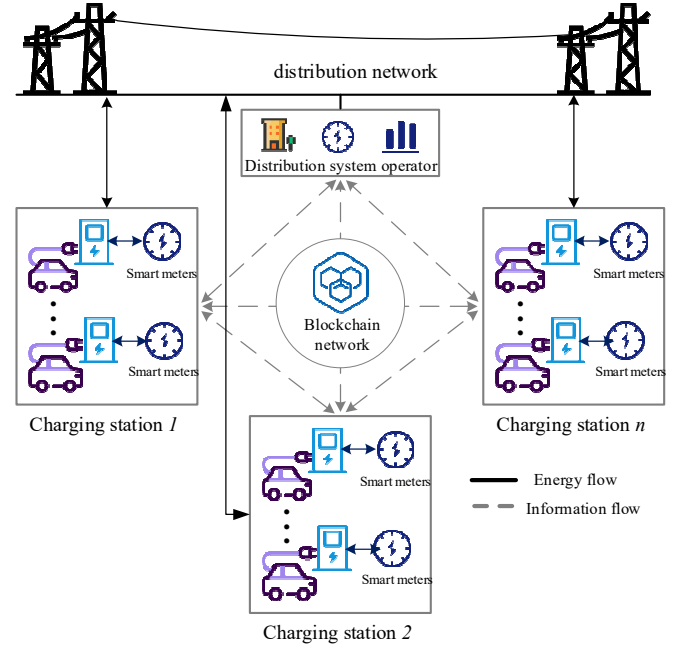 distribution network
Distribution system operator
Smart meters
Smart meters
Charging station 1
Blockchain
network
Smart meters
Smart meters
Charging station n
Smart meters
Smart meters
Charging station 2
Energy flow
Information flow